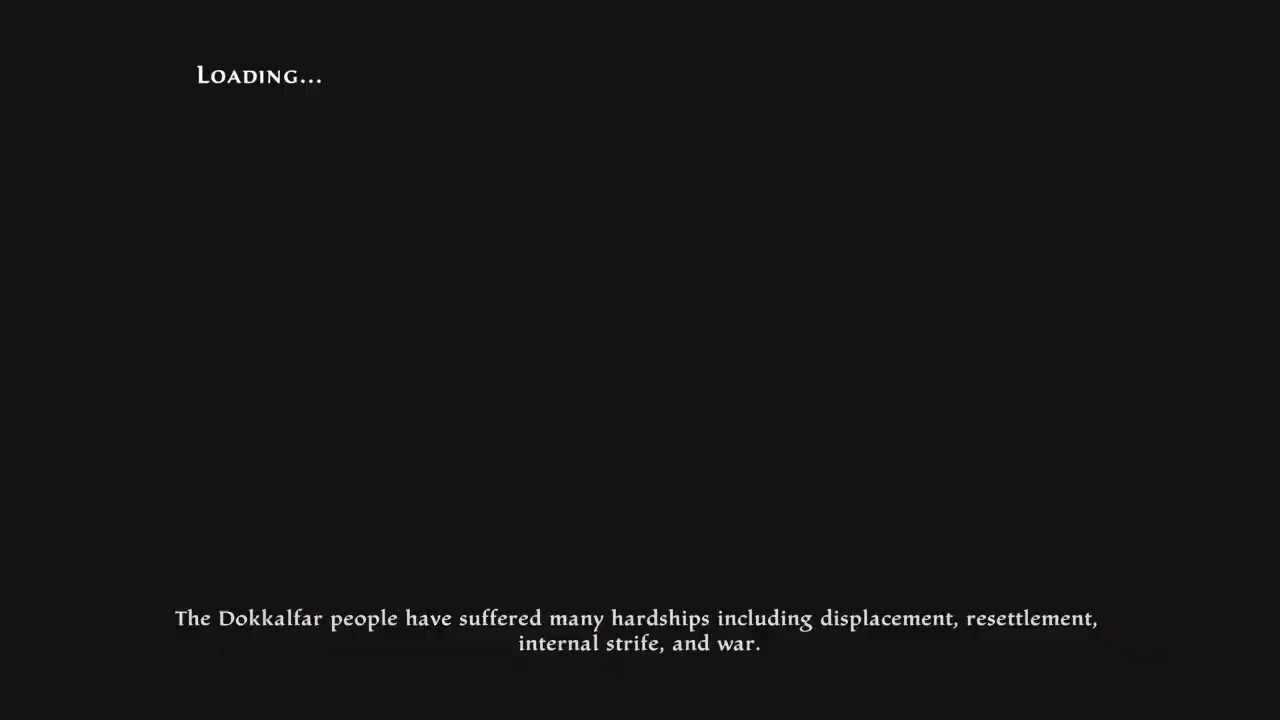 Loading...
The Dokkalfar people have suffered many hardships including displacement, resettlement,
internal strife, and war.